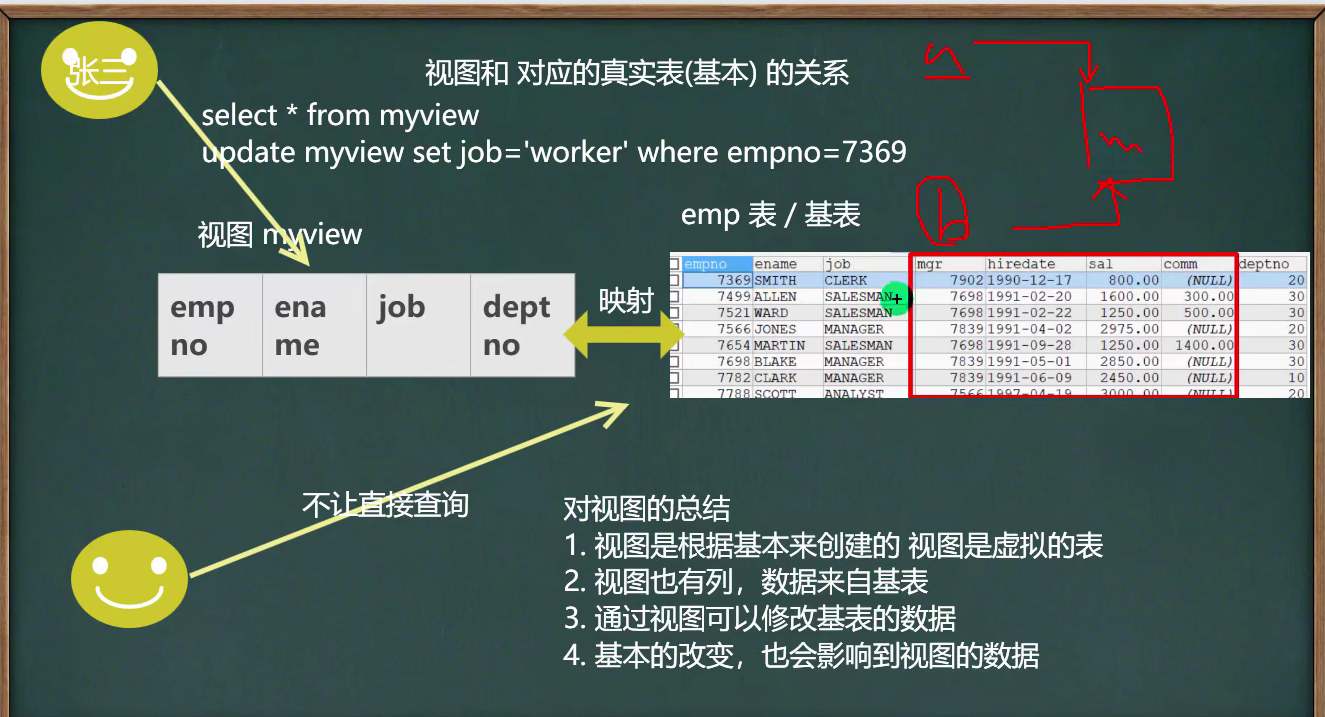 张三
视图和 对应的真实表(基本) 的关系
select * from myview
update myview set job='worker' where empno=7369
视图 myview
emp 表 / 基表
emp
no
ena
me
job
dept
no
映射
empno ename job mgr hiredate sal comm deptno
7369 SMITH CLERK 7902 1990-12-17 800.00 (NULL) 20
7499 ALLEN SALESMAN 7698 1991-02-20 1600.00 300.00 30
7521 WARD SALESMAN 7698 1991-02-22 1250.00 500.00 30
7566 JONES MANAGER 7839 1991-04-02 2975.00 (NULL) 20
7654 MARTIN SALESMAN 7698 1991-09-28 1250.00 1400.00 30
7698 BLAKE MANAGER 7839 1991-05-01 2850.00 (NULL) 30
7782 CLARK MANAGER 7839 1991-06-09 2450.00 (NULL) 10
7788 SCOTT ANALYST 7566 1997-04-19 3000.00 (NULL) 20
b
不让直接查询
对视图的总结
1. 视图是根据基本来创建的 视图是虚拟的表
2. 视图也有列，数据来自基表
3. 通过视图可以修改基表的数据
4. 基本的改变，也会影响到视图的数据